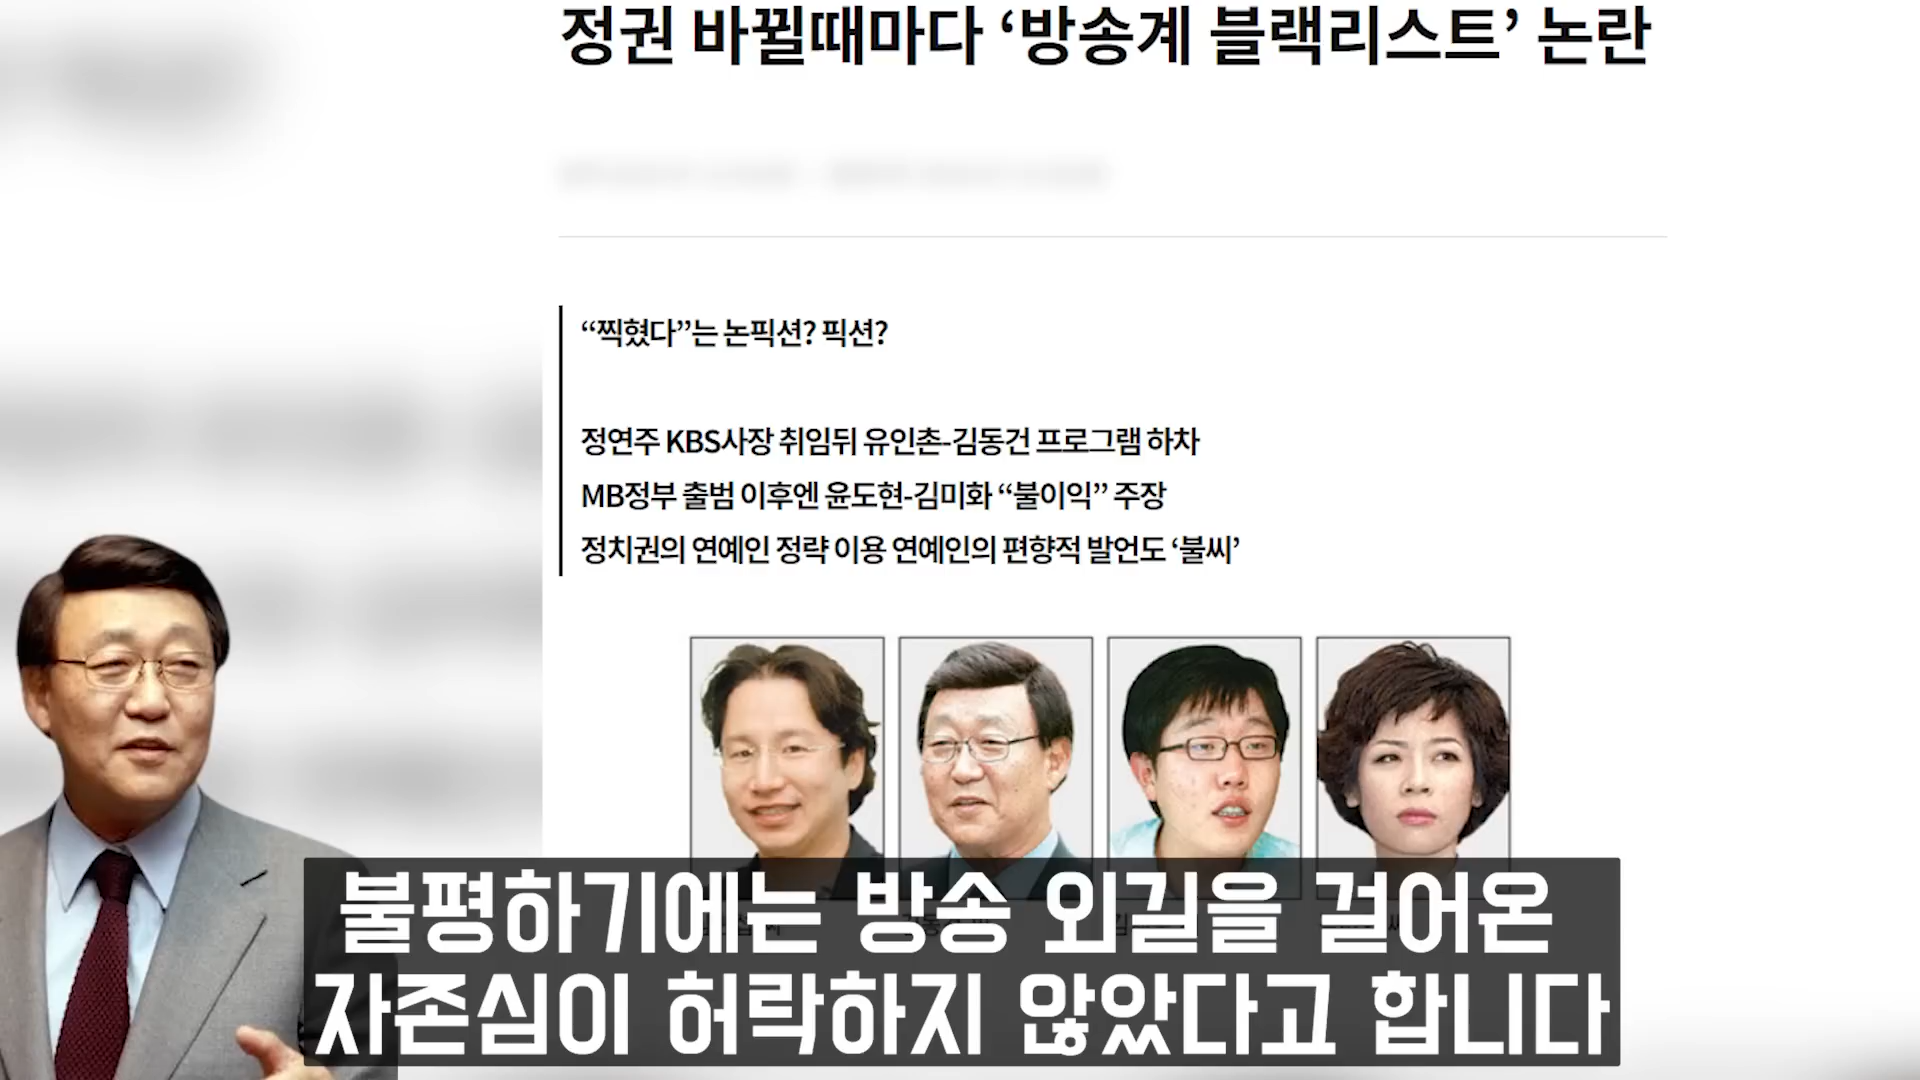 정권 바뀔때마다 ‘방송계 블랙리스트’ 논란
“찍혔다”는 논픽션? 픽션?
정연주 KBS사장 취임뒤 유인촌-김동건 프로그램 하차
MB정부 출범 이후엔 윤도현-김미화 “불이익” 주장
정치권의 연예인 정략 이용 연예인의 편향적 발언도 ‘불씨’
불평하기에는 방송 외길을 걸어온
자존심이 허락하지 않았다고 합니다